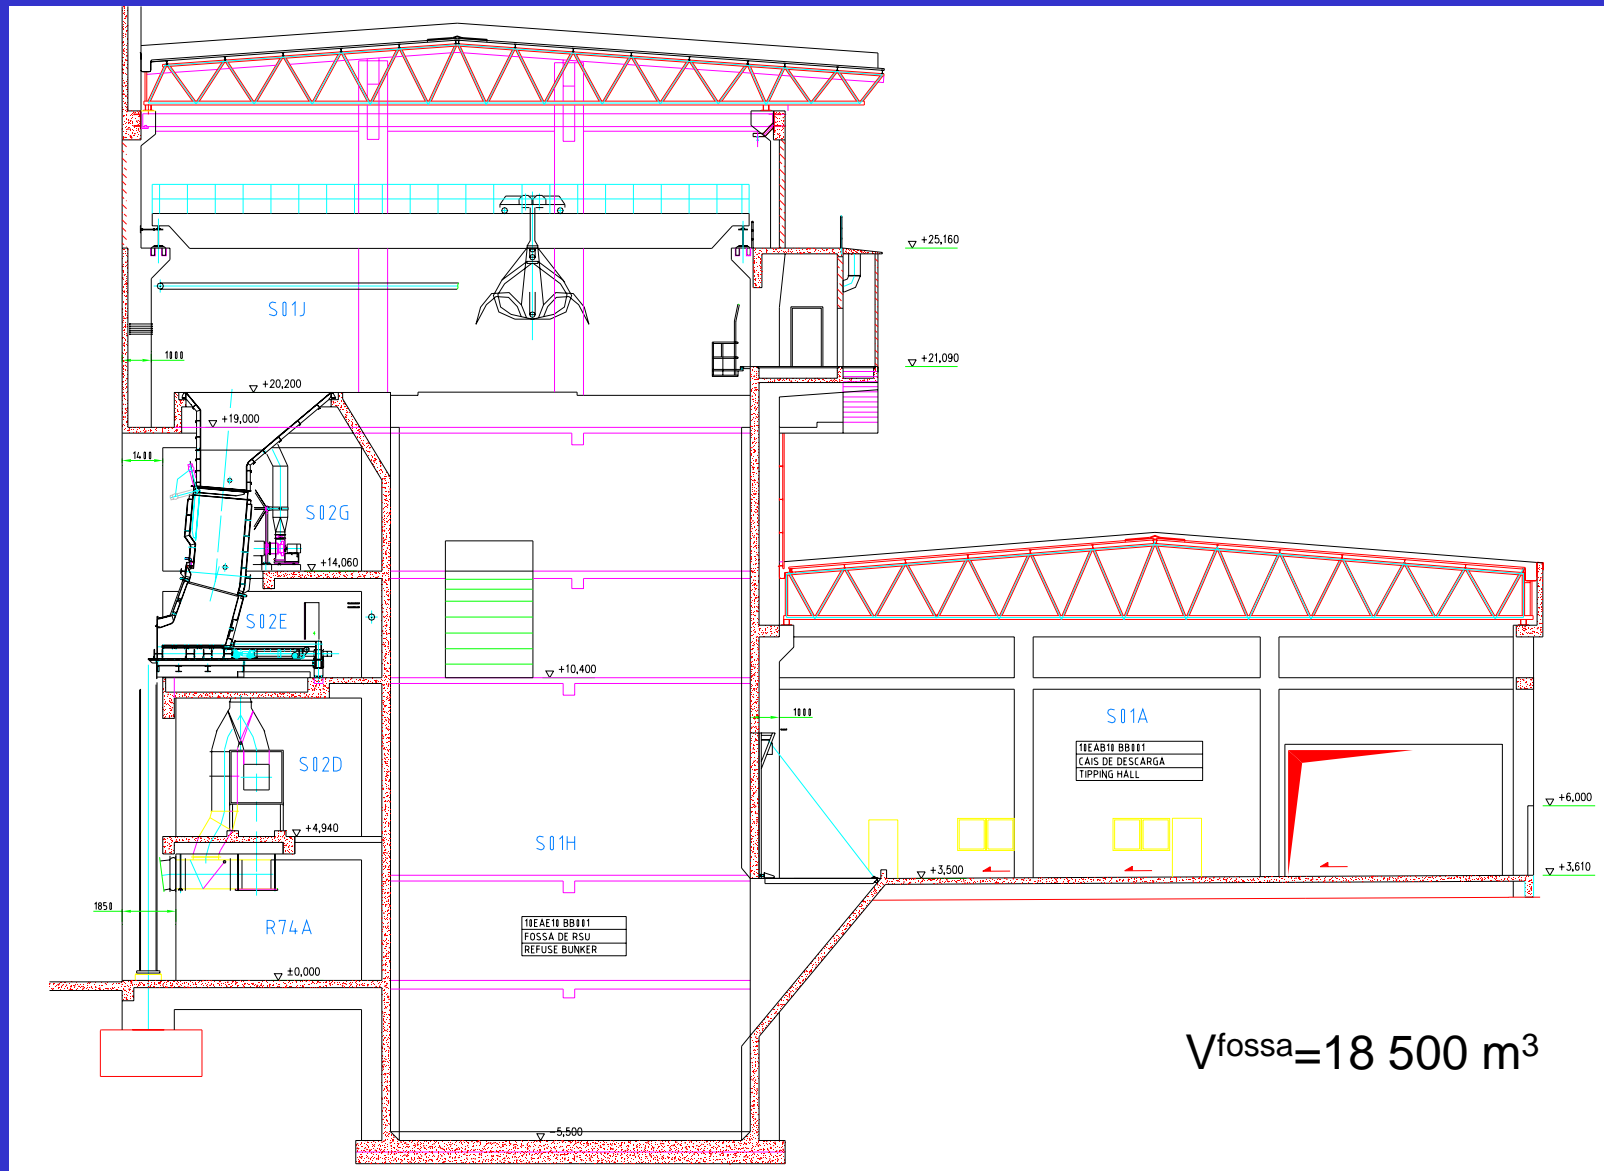 +25,160
S01J
+21,090
1000
+20,200
+19,000
1400
S02G
+14,060
S02E
+10,400
1000
S01A
10EAB10 BB001
CAIS DE DESCARGA
TIPPING HALL
S02D
+6,000
+4,940
S01H
+3,500
+3,610
1850
R74A
10EAE10 BB001
FOSSA DE RSU
REFUSE BUNKER
±0,000
Vfossa=18 500 m³
-5,500